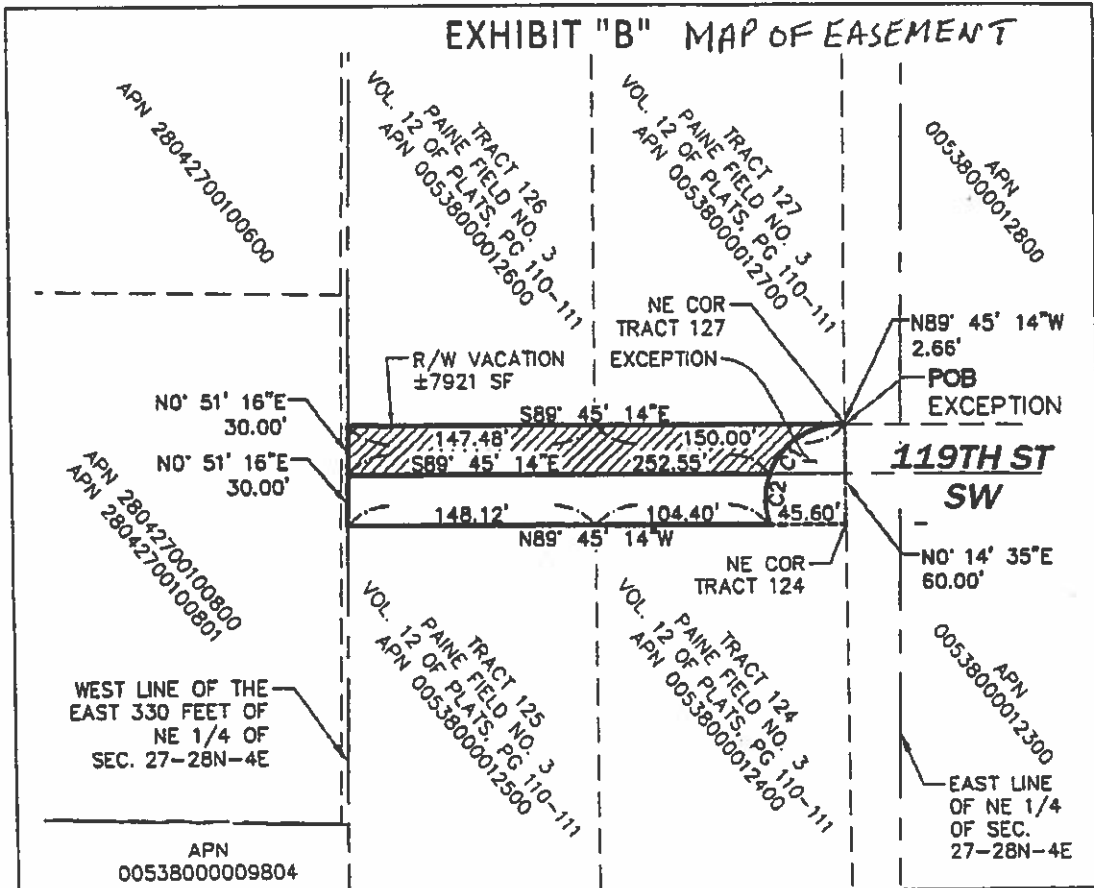 EXHIBIT "B" MAP OF EASEMENT
APN 28042700100600
TRACT 126
PAINE FIELD NO. 3
VOL. 12 OF PLATS, PG 110-111
APN 00538000012600
TRACT 127
PAINE FIELD NO. 3
VOL. 12 OF PLATS, PG 110-111
APN 00538000012700
APN
00538000012800
NE COR
TRACT 127
EXCEPTION
N89° 45' 14"W
2.66'
POB
EXCEPTION
R/W VACATION
±7921 SF
N0° 51' 16"E
30.00'
N0° 51' 16"E
30.00'
S89° 45' 14"E
147.48' 150.00'
C1
S89° 45' 14"E 252.55'
C2
148.12' 104.40' 45.60'
N89° 45' 14"W
119TH ST
SW
NE COR
TRACT 124
N0° 14' 35"E
60.00'
APN 28042700100800
APN 28042700100801
WEST LINE OF THE
EAST 330 FEET OF
NE 1/4 OF
SEC. 27-28N-4E
TRACT 125
PAINE FIELD NO. 3
VOL. 12 OF PLATS, PG 110-111
APN 00538000012500
TRACT 124
PAINE FIELD NO. 3
VOL. 12 OF PLATS, PG 110-111
APN 00538000012400
APN
00538000012300
EAST LINE
OF NE 1/4
OF SEC.
27-28N-4E
APN
00538000009804